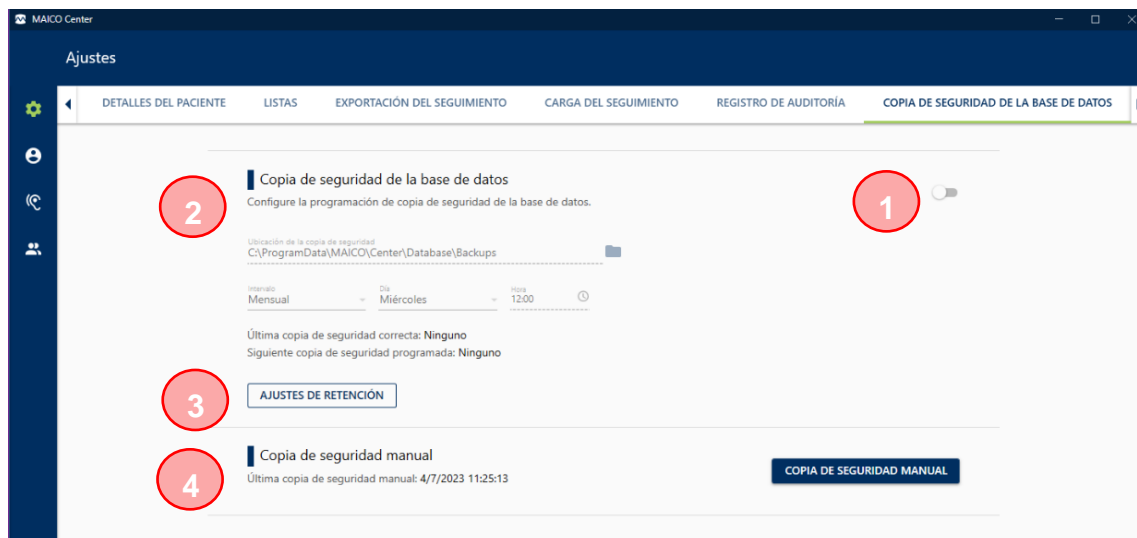 MAICO Center
Ajustes
DETALLES DEL PACIENTE LISTAS EXPORTACIÓN DEL SEGUIMIENTO CARGA DEL SEGUIMIENTO REGISTRO DE AUDITORÍA COPIA DE SEGURIDAD DE LA BASE DE DATOS
Copia de seguridad de la base de datos
1
2
Configure la programación de copia de seguridad de la base de datos.
Ubicación de la copia de seguridad
C:\ProgramData\MAICO\Center\Database\Backups
Intervalo Día Hora
Mensual Miércoles 12:00
Última copia de seguridad correcta: Ninguno
Siguiente copia de seguridad programada: Ninguno
3
AJUSTES DE RETENCIÓN
Copia de seguridad manual
4
Última copia de seguridad manual: 4/7/2023 11:25:13
COPIA DE SEGURIDAD MANUAL